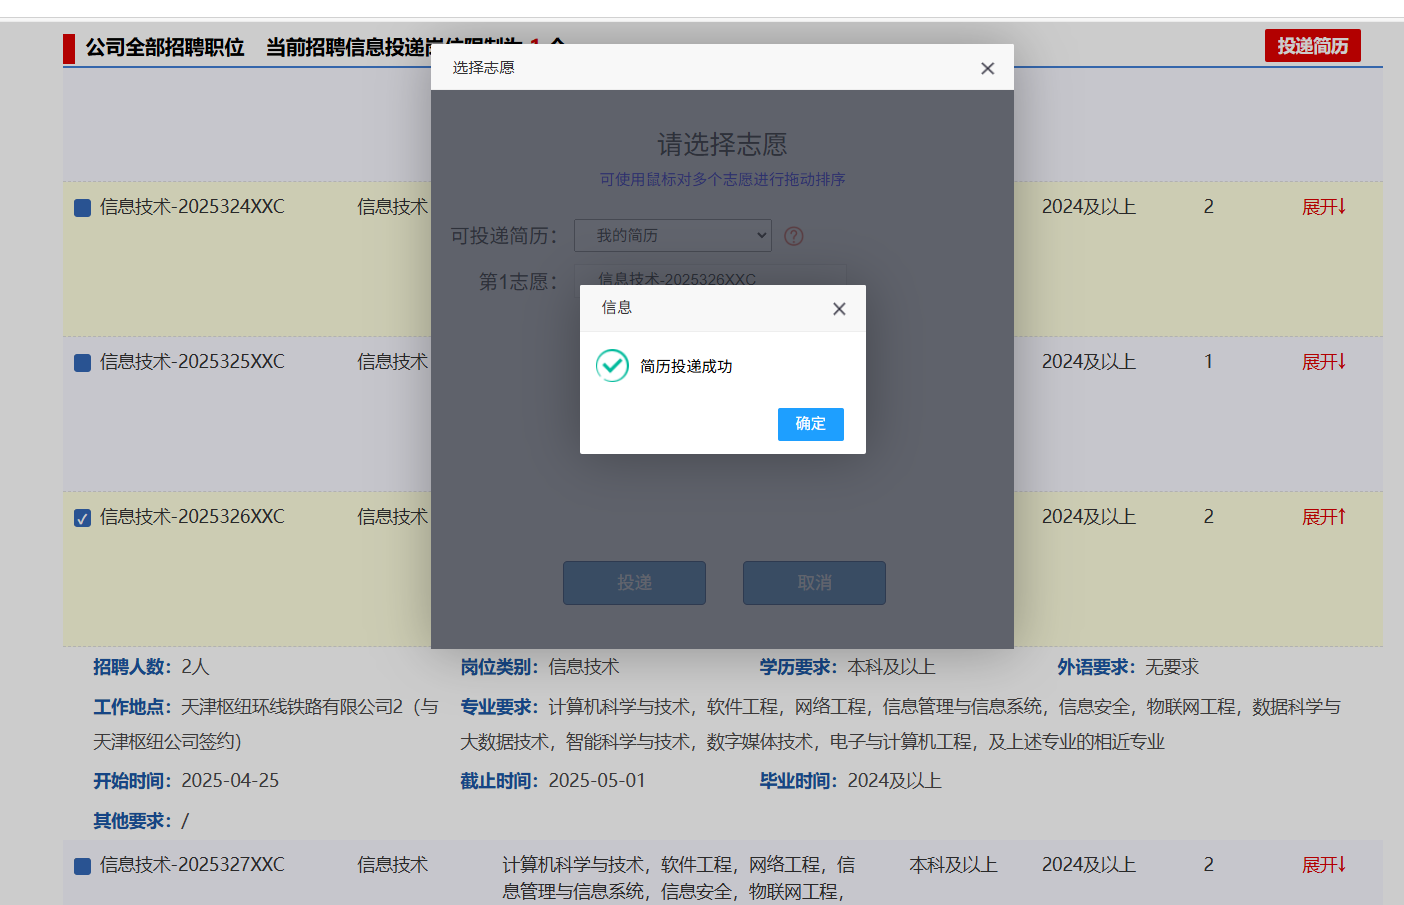 公司全部招聘职位 当前招聘信息投递岗位限制为 1 个
投递简历
选择志愿
请选择志愿
可使用鼠标对多个志愿进行拖动排序
信息技术-2025324XXC 信息技术 2024及以上 2 展开↓
可投递简历： 我的简历
第1志愿： 信息技术-2025326XXC
信息
简历投递成功
确定
信息技术-2025325XXC 信息技术 2024及以上 1 展开↓
信息技术-2025326XXC 信息技术 2024及以上 2 展开↑
投递 取消
招聘人数：2人 岗位类别：信息技术 学历要求：本科及以上 外语要求：无要求
工作地点：天津枢纽环线铁路有限公司2（与 专业要求：计算机科学与技术，软件工程，网络工程，信息管理与信息系统，信息安全，物联网工程，数据科学与
天津枢纽公司签约） 大数据技术，智能科学与技术，数字媒体技术，电子与计算机工程，及上述专业的相近专业
开始时间：2025-04-25 截止时间：2025-05-01 毕业时间：2024及以上
其他要求：/
信息技术-2025327XXC 信息技术 计算机科学与技术，软件工程，网络工程，信 本科及以上 2024及以上 2 展开↓
息管理与信息系统，信息安全，物联网工程，